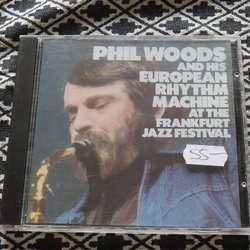 PHIL WOODS
AND HIS
EUROPEAN
RHYTHM
MACHINE
AT THE
FRANKFURT
JAZZ FESTIVAL
55-